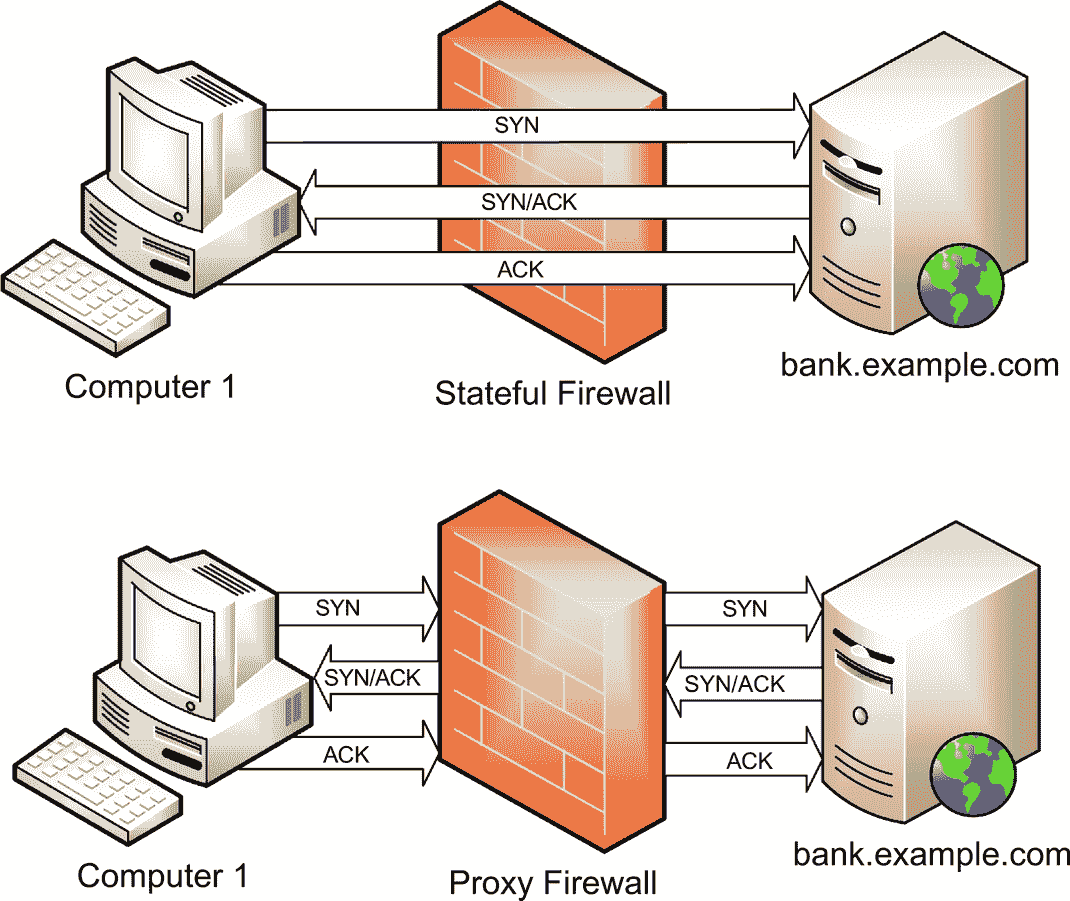 SYN
SYN/ACK
ACK
Computer 1
Stateful Firewall
bank.example.com
SYN
SYN
SYN/ACK
SYN/ACK
ACK
ACK
Computer 1
Proxy Firewall
bank.example.com